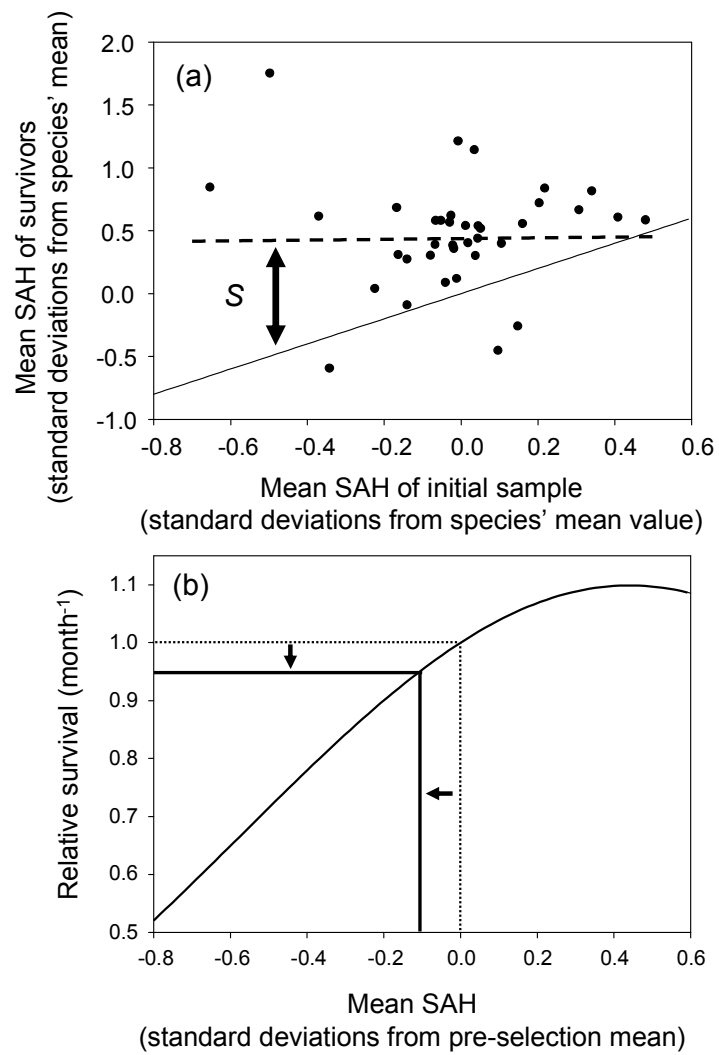 (a)
Mean SAH of survivors
(standard deviations from species' mean)
2.0
1.5
1.0
0.5
0.0
-0.5
-1.0
S
-0.8 -0.6 -0.4 -0.2 0.0 0.2 0.4 0.6
Mean SAH of initial sample
(standard deviations from species' mean value)
(b)
Relative survival (month-1)
1.1
1.0
0.9
0.8
0.7
0.6
0.5
-0.8 -0.6 -0.4 -0.2 0.0 0.2 0.4 0.6
Mean SAH
(standard deviations from pre-selection mean)